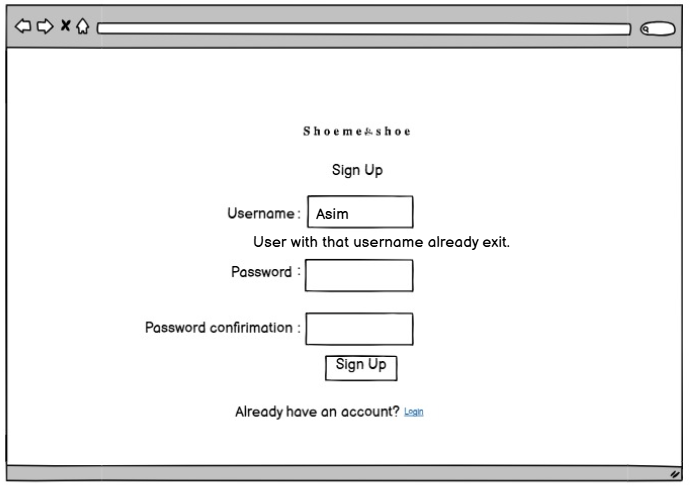 Shoeme&shoe
Sign Up
Username : Asim
User with that username already exit.
Password :
Password confirimation :
Sign Up
Already have an account? Login